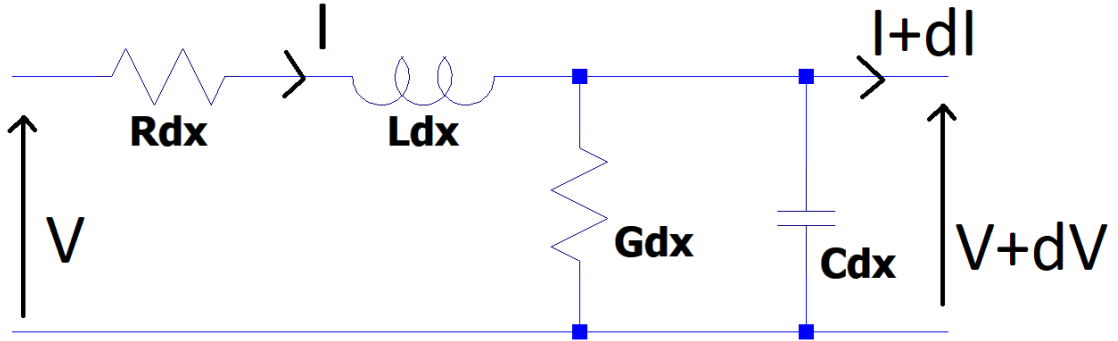 I
I+dI
Rdx
Ldx
V
Gdx
Cdx
V+dV